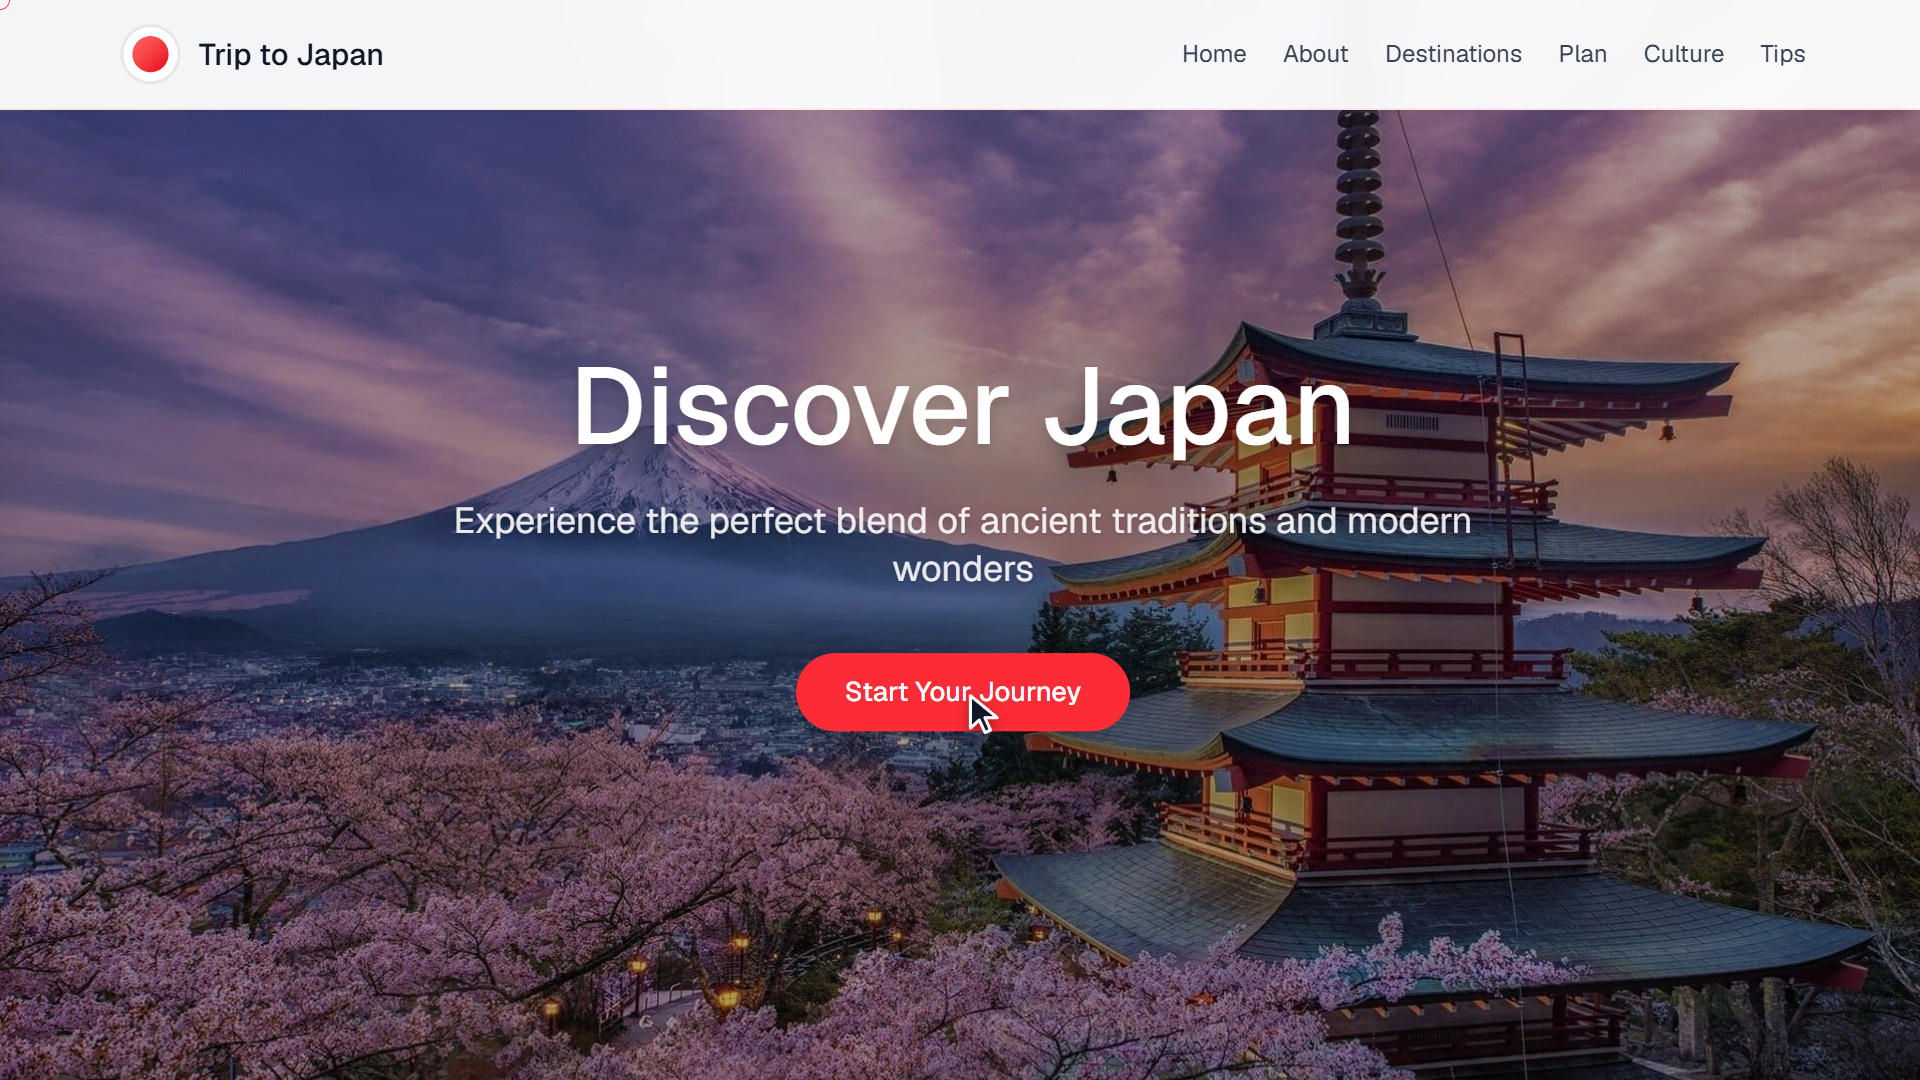 Trip to Japan
Home About Destinations Plan Culture Tips
Discover Japan
Experience the perfect blend of ancient traditions and modern
wonders
Start Your Journey